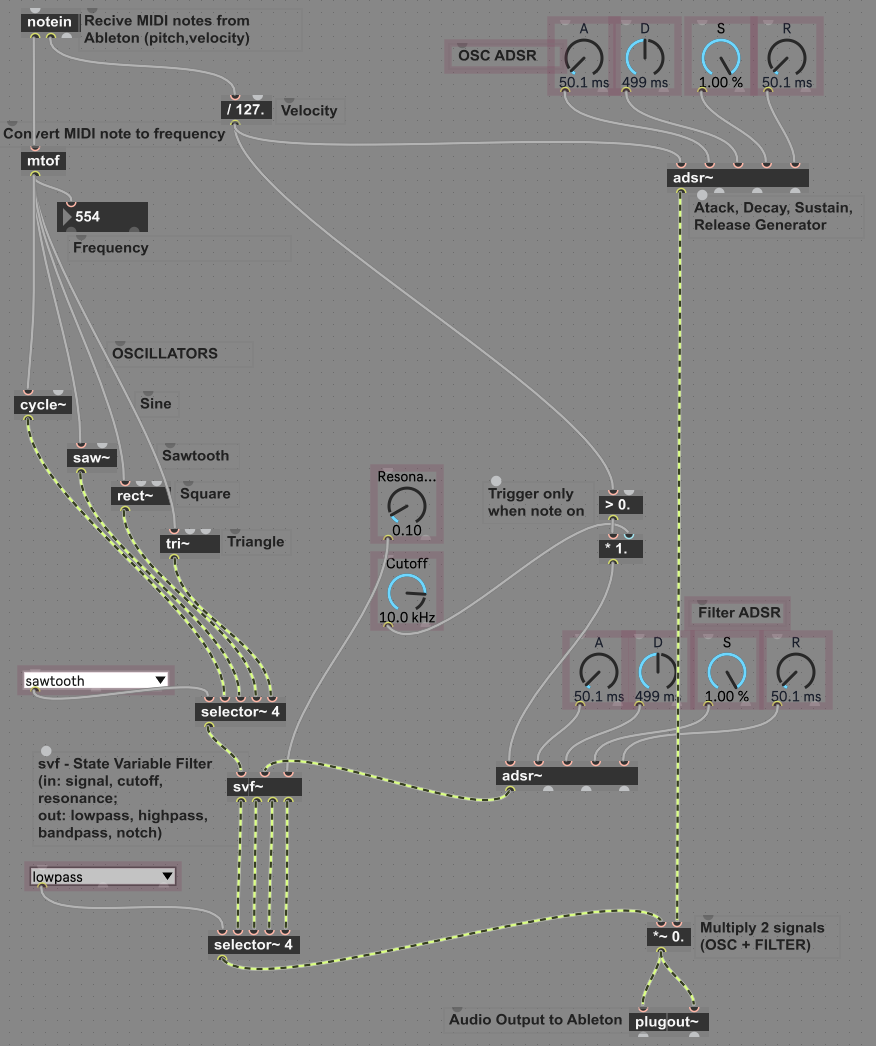 notein
Recive MIDI notes from
Ableton (pitch,velocity)
OSC ADSR
A
D
S
R
50.1 ms
499 ms
1.00 %
50.1 ms
/ 127.
Velocity
Convert MIDI note to frequency
mtof
adsr~
Atack, Decay, Sustain,
Release Generator
554
Frequency
OSCILLATORS
cycle~
Sine
saw~
Sawtooth
rect~
Square
tri~
Triangle
Resona...
0.10
Trigger only
when note on
> 0.
* 1.
Cutoff
10.0 kHz
Filter ADSR
A
D
S
R
50.1 ms
499 m
1.00 %
50.1 ms
sawtooth
selector~ 4
svf - State Variable Filter
(in: signal, cutoff,
resonance;
out: lowpass, highpass,
bandpass, notch)
svf~
adsr~
lowpass
selector~ 4
*~ 0.
Multiply 2 signals
(OSC + FILTER)
Audio Output to Ableton
plugout~